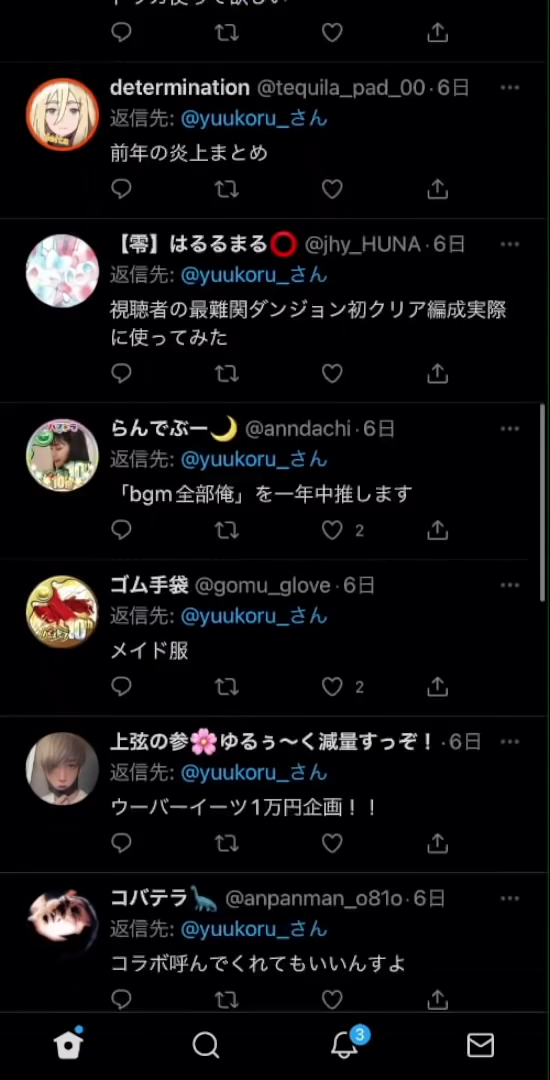 determination @tequila_pad_00·6日
返信先: @yuukoru_さん
前年の炎上まとめ
【零】はるるまる⭕ @jhy_HUNA·6日
返信先: @yuukoru_さん
視聴者の最難関ダンジョン初クリア編成実際
に使ってみた
らんでぶー🌙 @anndachi·6日
返信先: @yuukoru_さん
「bgm全部俺」を一年中推します
2
ゴム手袋 @gomu_glove·6日
返信先: @yuukoru_さん
メイド服
2
上弦の参🌸ゆるぅ〜く減量すっぞ！·6日
返信先: @yuukoru_さん
ウーバーイーツ1万円企画！！
コバテラ🦕 @anpanman_o81o·6日
返信先: @yuukoru_さん
コラボ呼んでくれてもいいんすよ
3